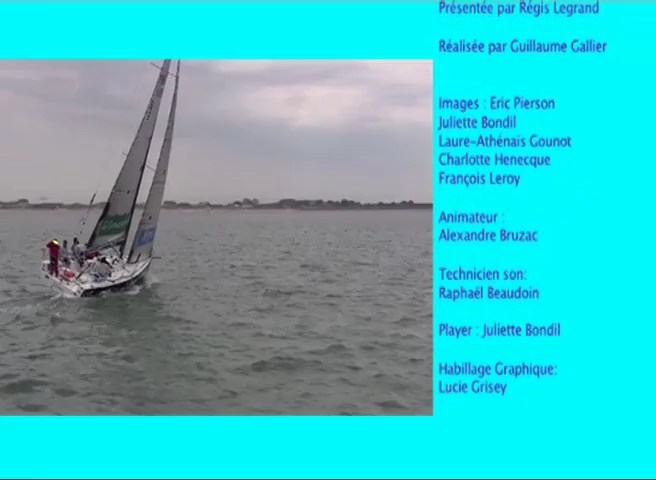 Présentée par Régis Legrand
Réalisée par Guillaume Gallier
Images : Eric Pierson
Juliette Bondil
Laure-Athénaïs Gounot
Charlotte Henecque
François Leroy
Animateur :
Alexandre Bruzac
Technicien son:
Raphaël Beaudoin
Player : Juliette Bondil
Habillage Graphique:
Lucie Grisey